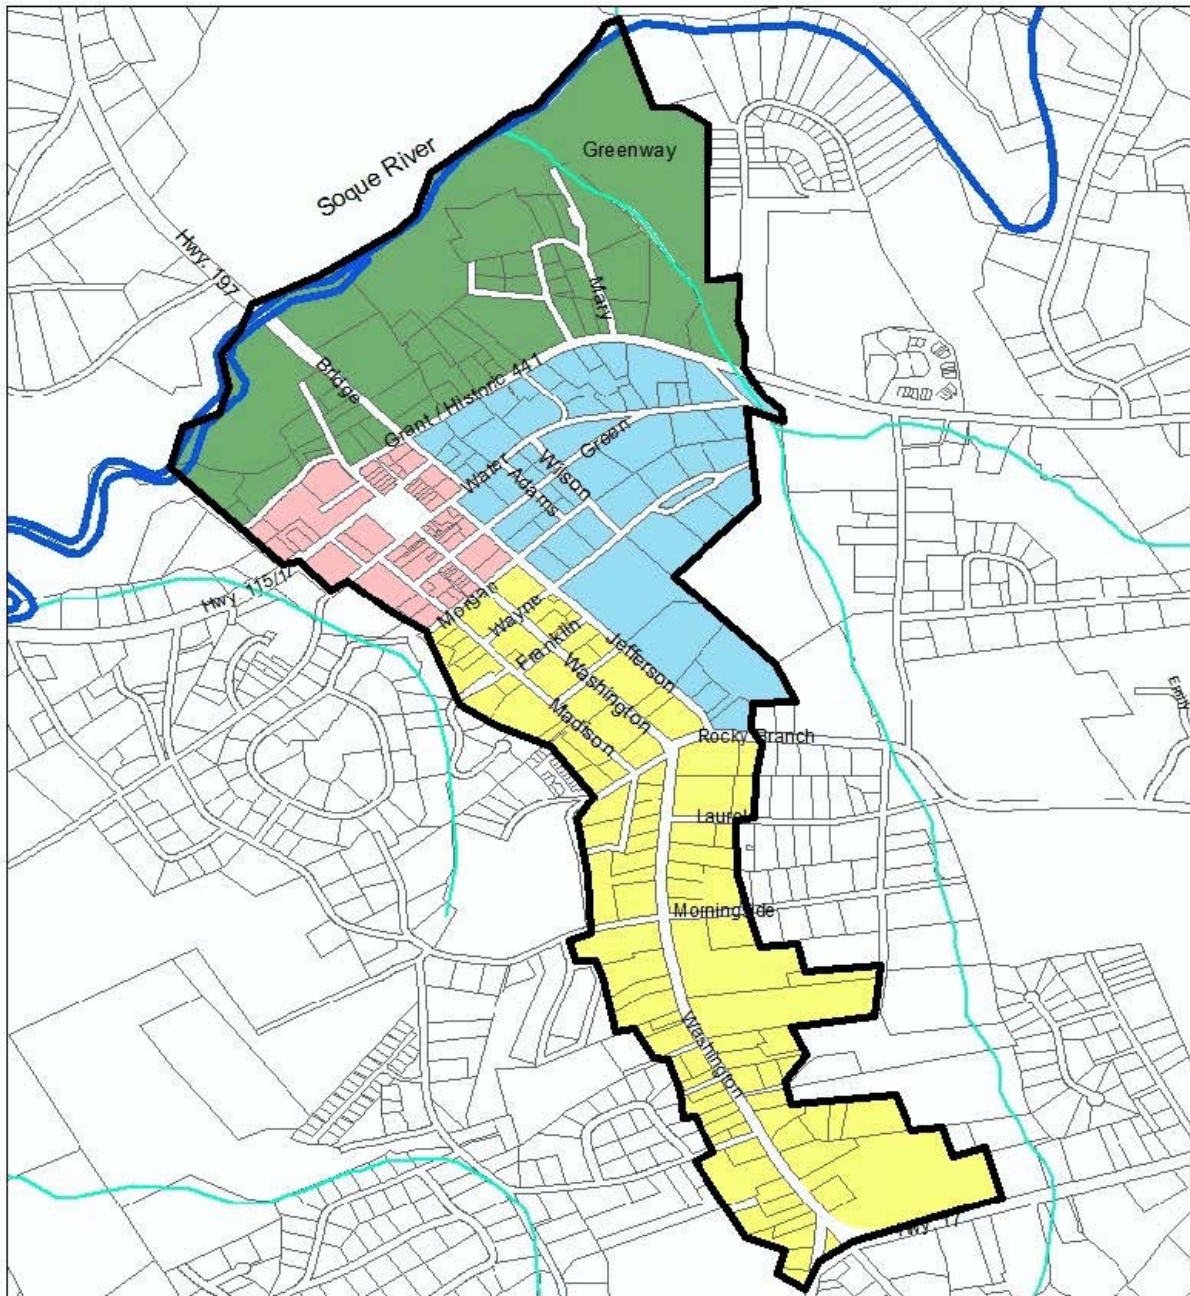 Greenway
Soque River
Hwy. 197
Mary
Bridge
Grant / Historic 441
Green
Water
Wilson
Adams
Hwy. 115/17
Morgan
Wayne
Franklin
Jefferson
Washington
Madison
Rocky Branch
Laurel
Morningside
Washington
Hwy. 17